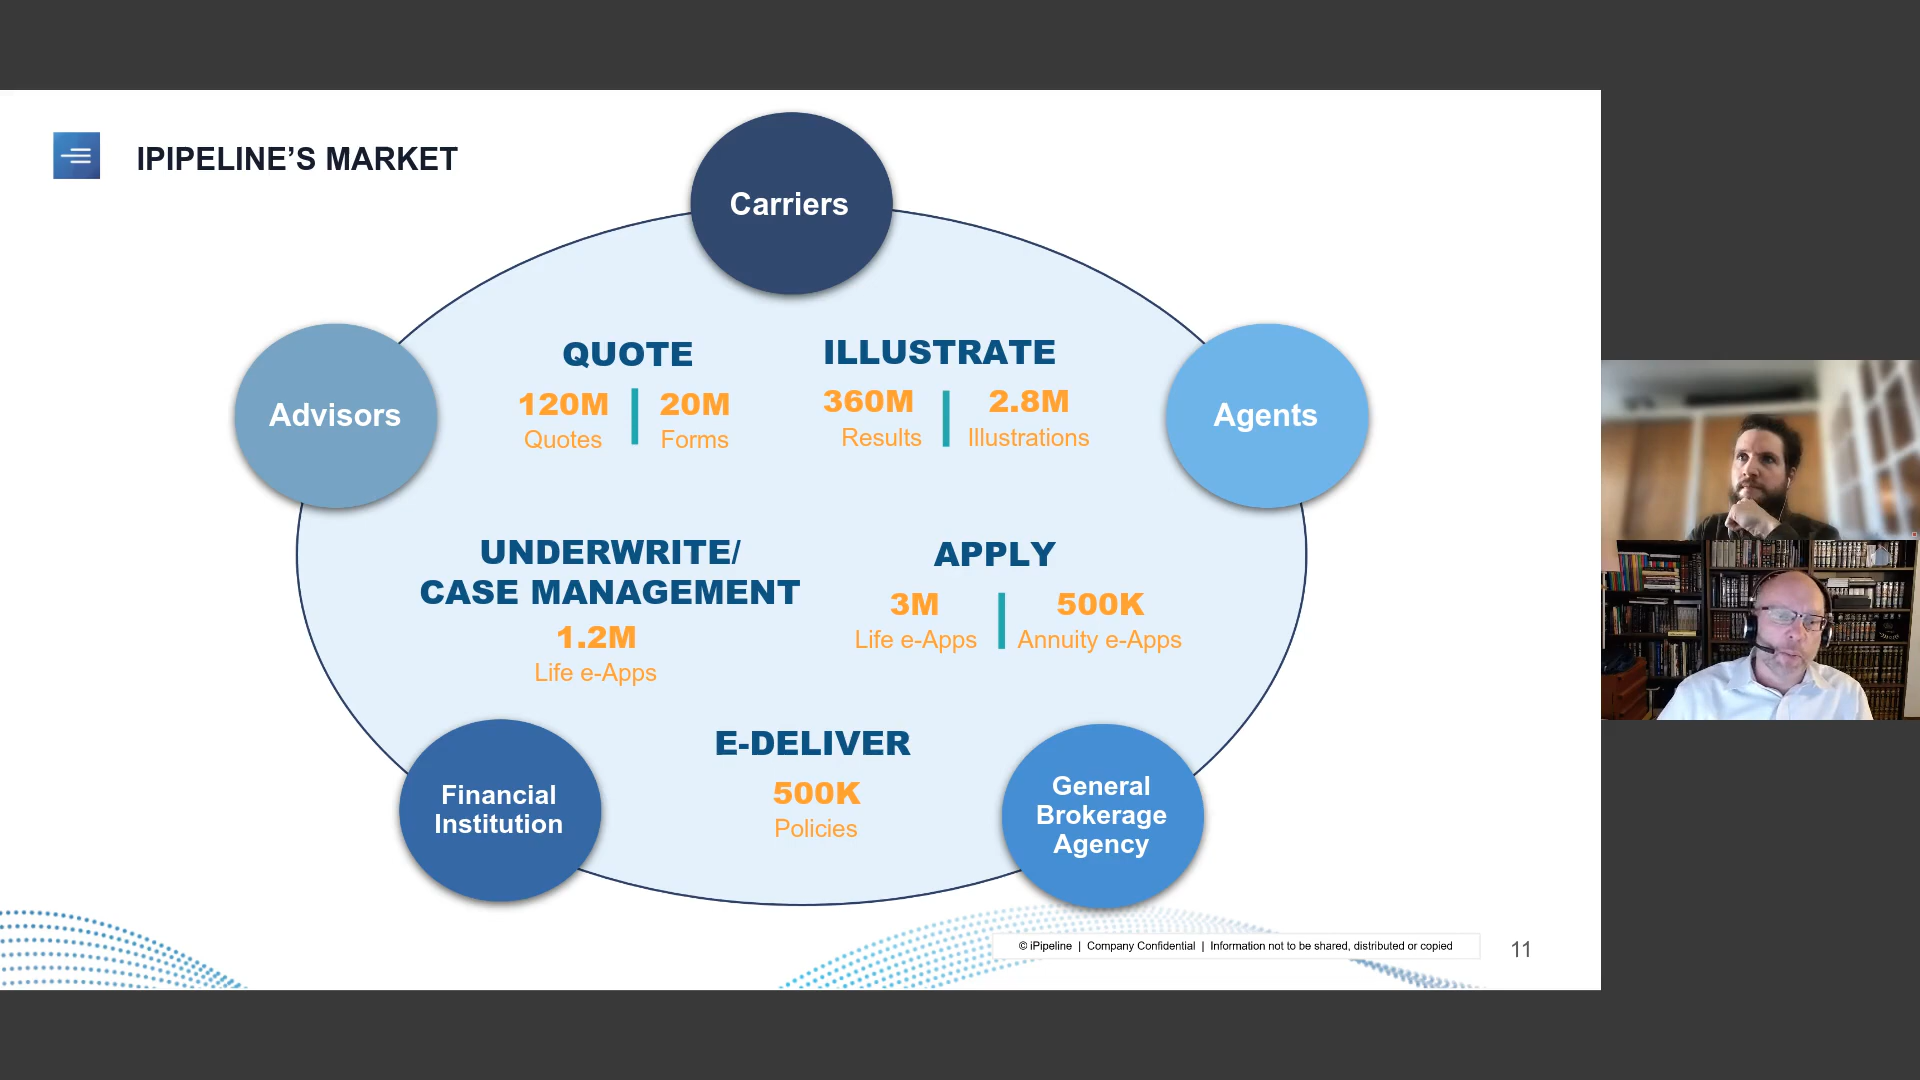 IPIPELINE’S MARKET
Carriers
Advisors
Agents
QUOTE
120M
Quotes
20M
Forms
ILLUSTRATE
360M
Results
2.8M
Illustrations
UNDERWRITE/
CASE MANAGEMENT
1.2M
Life e-Apps
APPLY
3M
Life e-Apps
500K
Annuity e-Apps
E-DELIVER
500K
Policies
Financial
Institution
General
Brokerage
Agency
© iPipeline | Company Confidential | Information not to be shared, distributed or copied
11